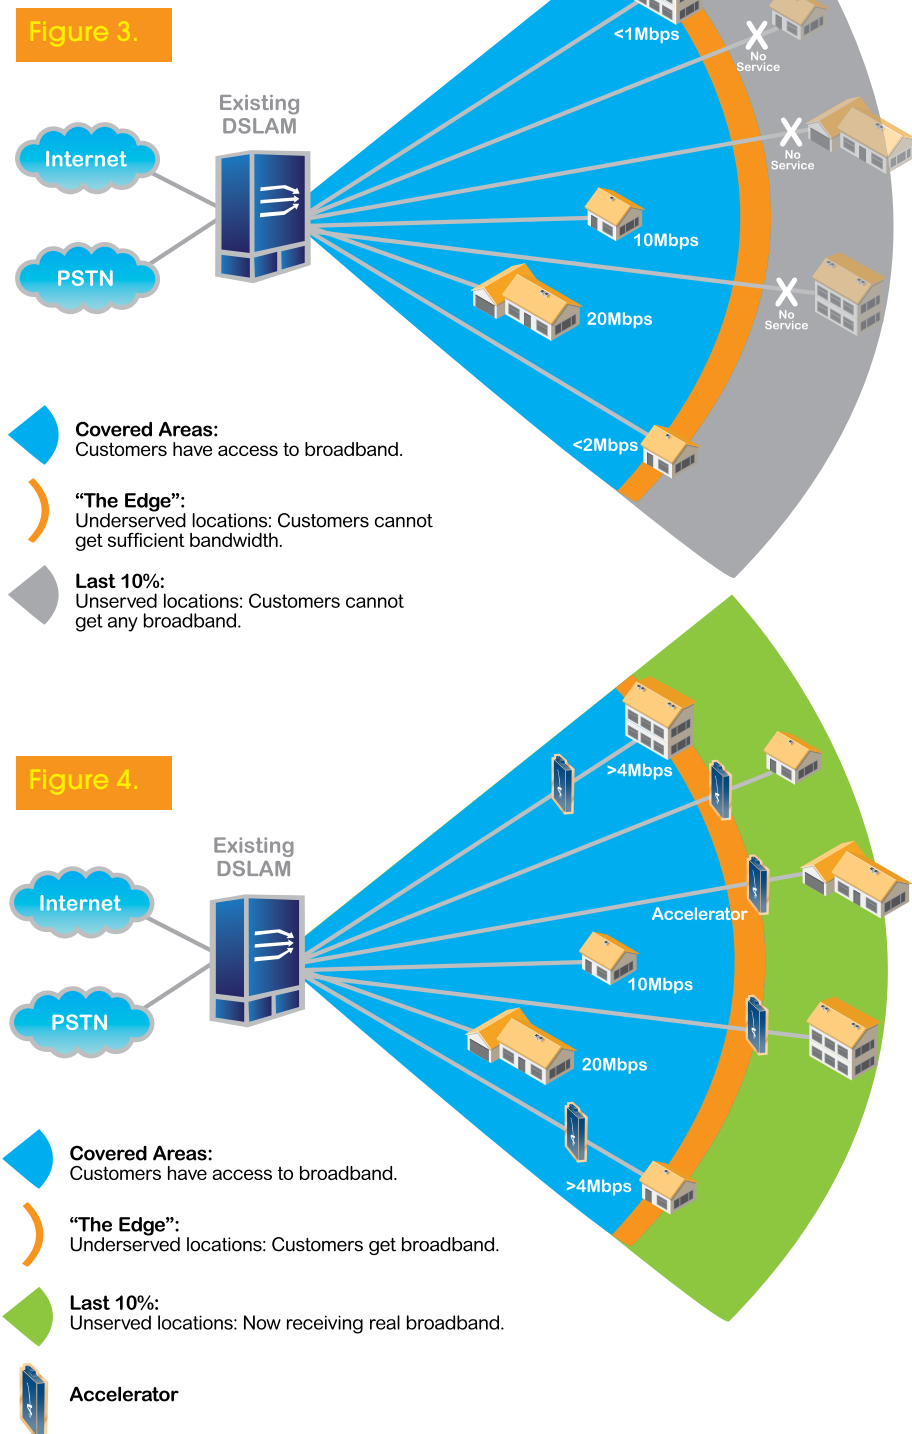 Figure 3.
<1Mbps
No
Service
Existing
DSLAM
Internet
No
Service
10Mbps
PSTN
No
Service
20Mbps
<2Mbps
Covered Areas:
Customers have access to broadband.
“The Edge”:
Underserved locations: Customers cannot
get sufficient bandwidth.
Last 10%:
Unserved locations: Customers cannot
get any broadband.
Figure 4.
>4Mbps
Existing
DSLAM
Internet
Accelerator
10Mbps
PSTN
20Mbps
>4Mbps
Covered Areas:
Customers have access to broadband.
“The Edge”:
Underserved locations: Customers get broadband.
Last 10%:
Unserved locations: Now receiving real broadband.
Accelerator